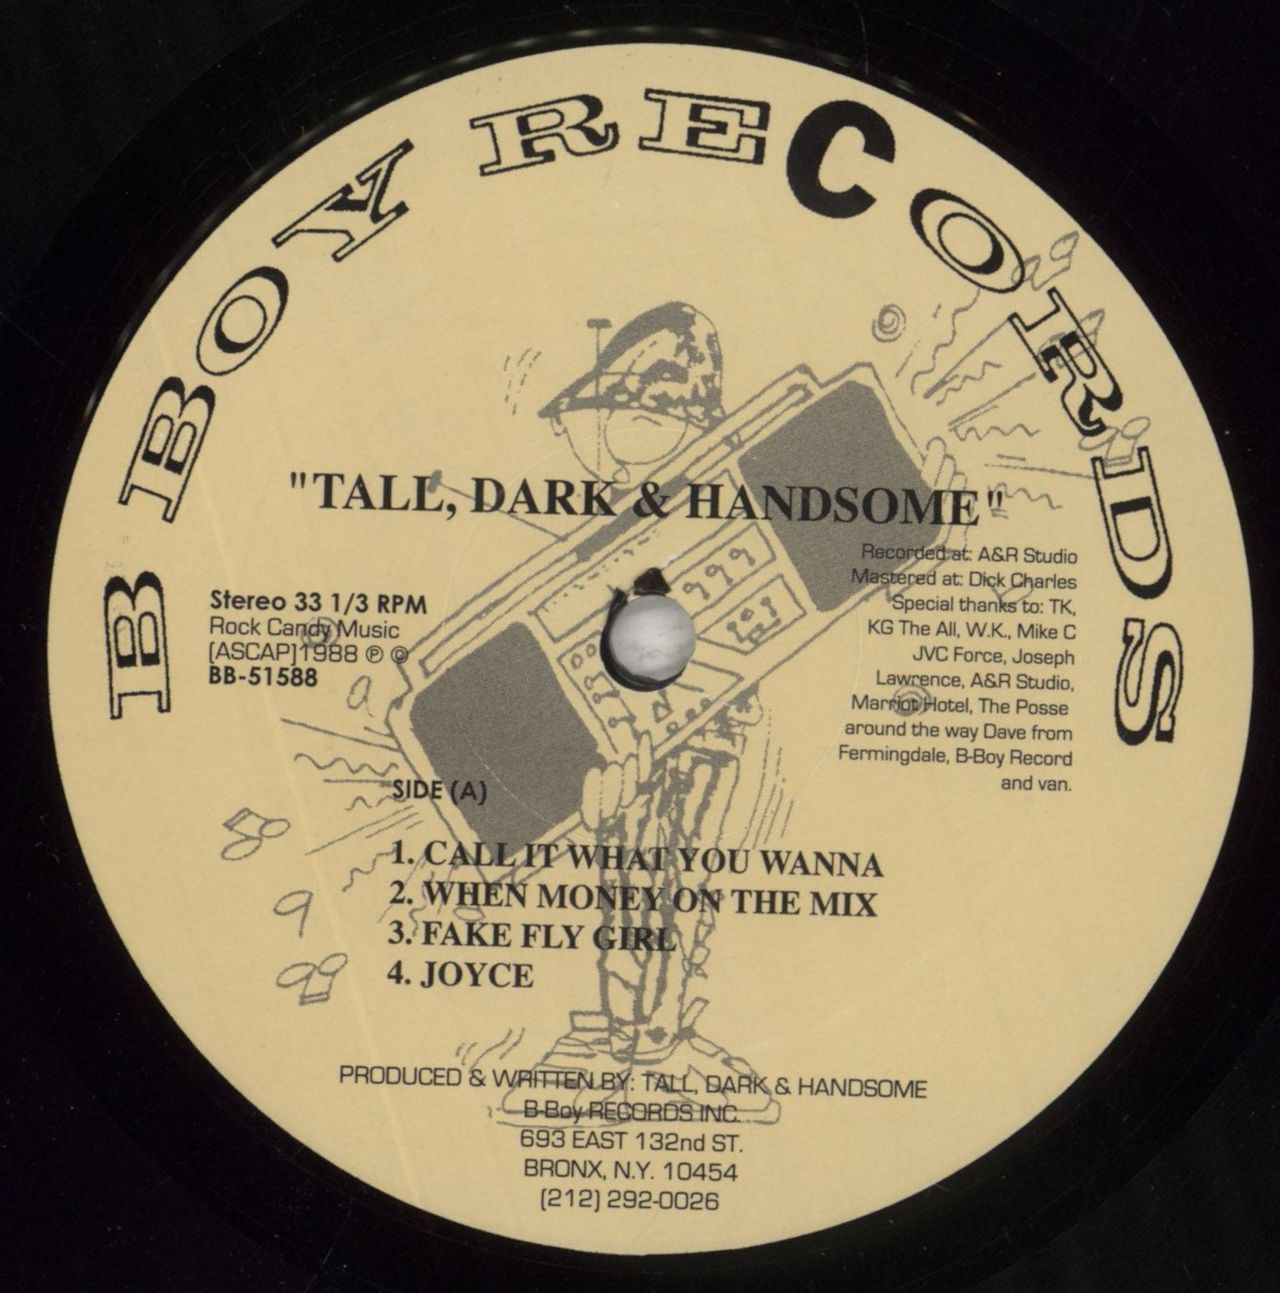 B BOY RECORDS
"TALL, DARK & HANDSOME"
Stereo 33 1/3 RPM
Rock Candy Music
(ASCAP)1988 ℗ ©
BB-51588
Recorded at: A&R Studio
Mastered at: Dick Charles
Special thanks to: TK,
KG The All, W.K., Mike C
JVC Force, Joseph
Lawrence, A&R Studio,
Marriot Hotel, The Posse
around the way Dave from
Fermingdale, B-Boy Record
and van.
SIDE (A)
1. CALL IT WHAT YOU WANNA
2. WHEN MONEY ON THE MIX
3. FAKE FLY GIRL
4. JOYCE
PRODUCED & WRITTEN BY: TALL, DARK & HANDSOME
B-Boy RECORDS INC.
693 EAST 132nd ST.
BRONX, N.Y. 10454
(212) 292-0026